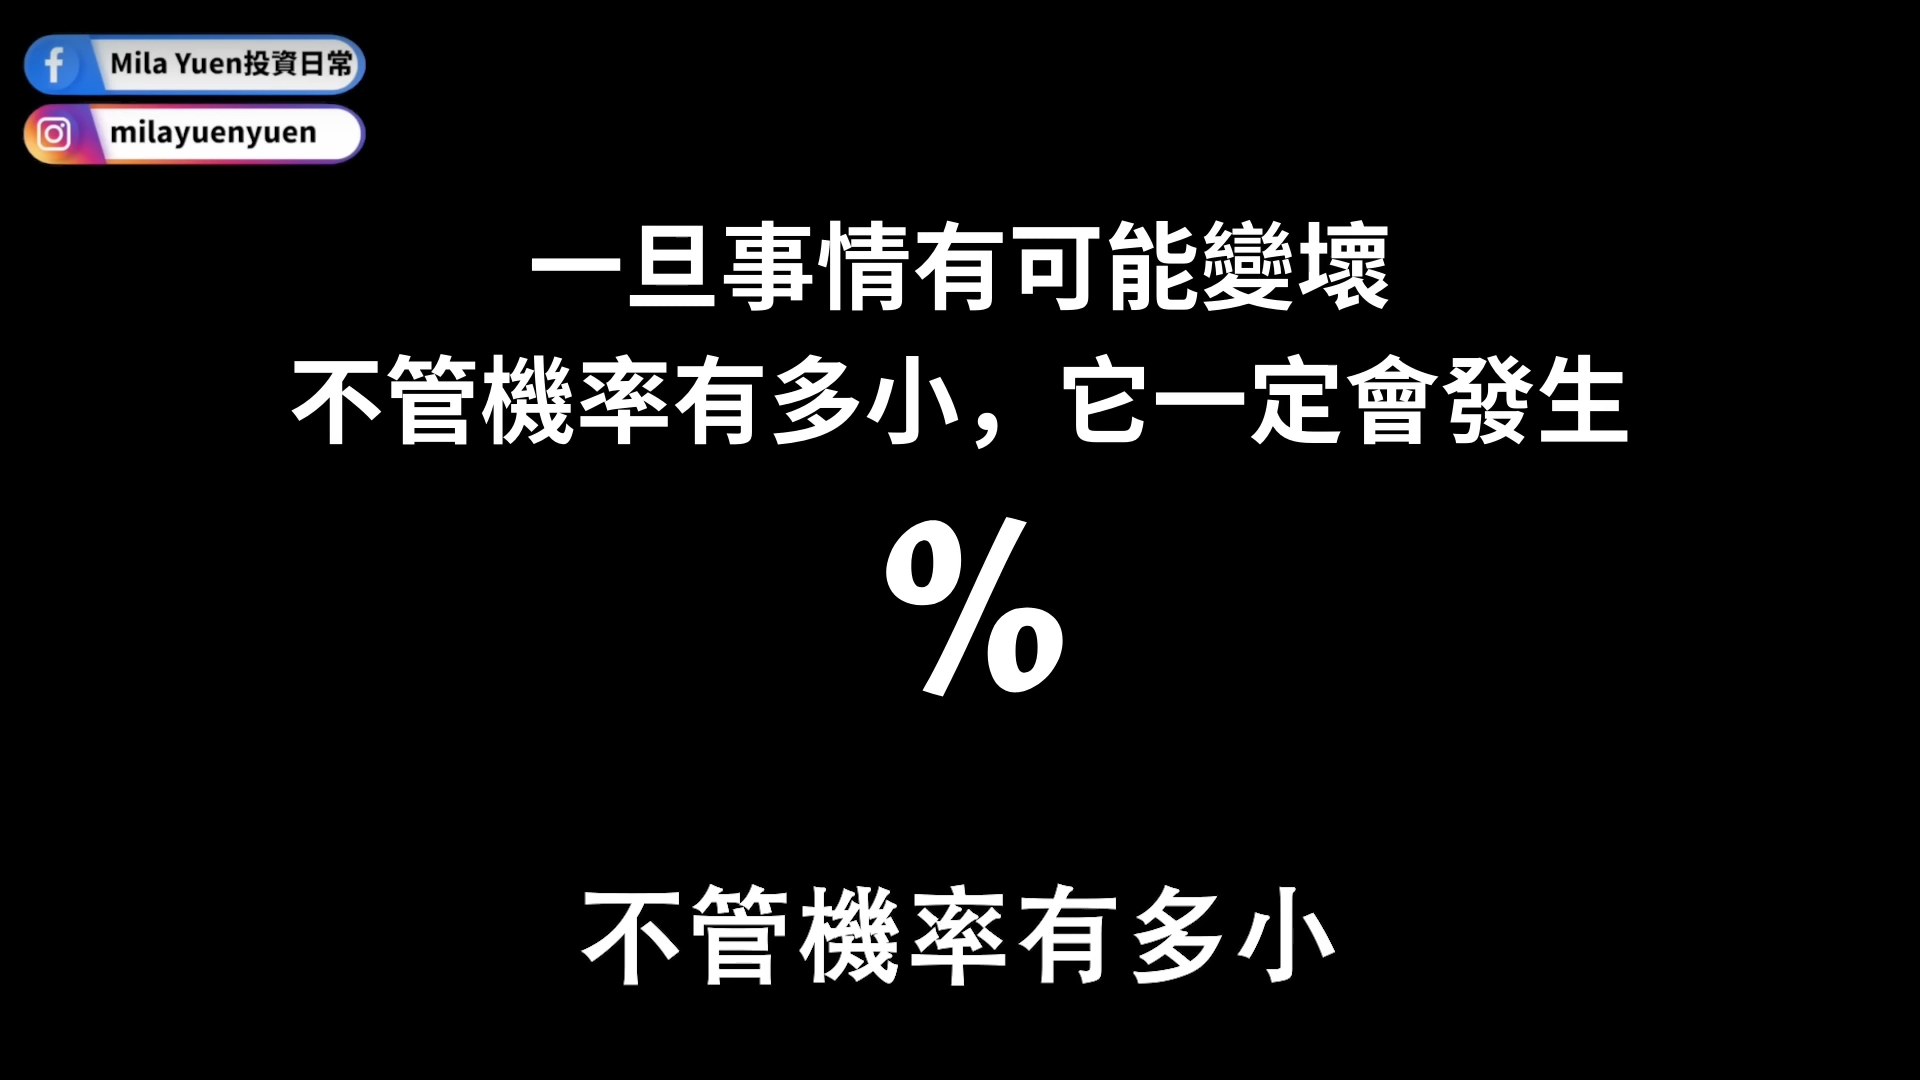 Mila Yuen投資日常
milayuenyuen
一旦事情有可能變壞
不管機率有多小，它一定會發生
%
不管機率有多小